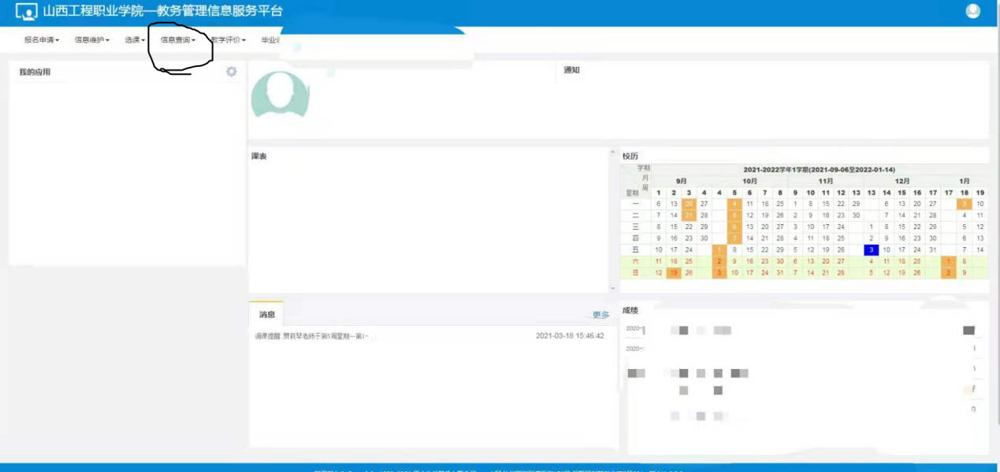 山西工程职业学院—教务管理信息服务平台
报名申请 信息维护 选课 信息查询 教学评价 毕业
我的应用
通知
课表
校历
学期 2021-2022学年1学期(2021-09-06至2022-01-14)
月 9月 10月 11月 12月 1月
周
星期 1 2 3 4 4 5 6 7 8 9 10 11 12 13 13 14 15 16 17 17 18 19
一 6 13 20 27 4 11 18 25 1 8 15 22 29 6 13 20 27 3 10
二 7 14 21 28 5 12 19 26 2 9 16 23 30 7 14 21 28 4 11
三 8 15 22 29 6 13 20 27 3 10 17 24 1 8 15 22 29 5 12
四 9 16 23 30 7 14 21 28 4 11 18 25 2 9 16 23 30 6 13
五 10 17 24 1 8 15 22 29 5 12 19 26 3 10 17 24 31 7 14
六 11 18 25 2 9 16 23 30 6 13 20 27 4 11 18 25 1 8
日 12 19 26 3 10 17 24 31 7 14 21 28 5 12 19 26 2 9
消息 更多
调课提醒 贾莉琴老师于第5周星期一第1- 2021-03-18 15:46:42
成绩
2020-
2020-